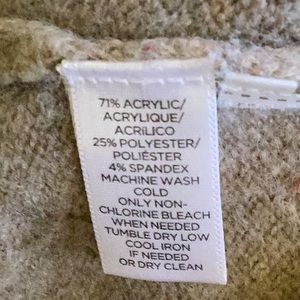 71% ACRYLIC/
ACRYLIQUE/
ACRÍLICO
25% POLYESTER/
POLIÉSTER
4% SPANDEX
MACHINE WASH
COLD
ONLY NON-
CHLORINE BLEACH
WHEN NEEDED
TUMBLE DRY LOW
COOL IRON
IF NEEDED
OR DRY CLEAN